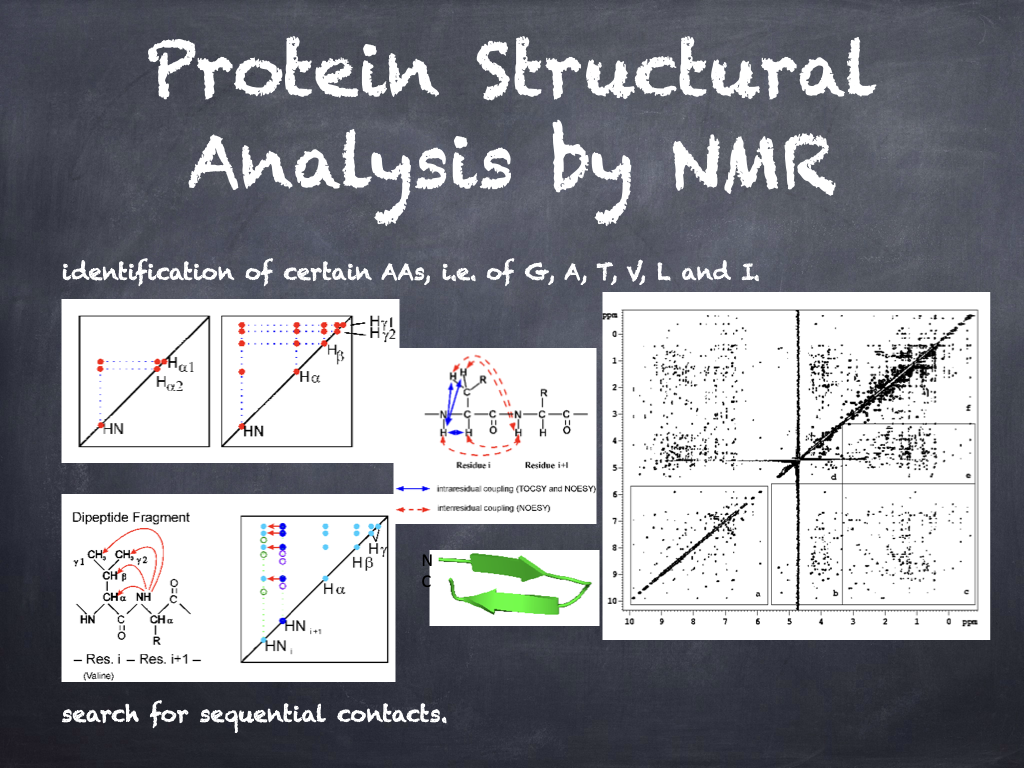 Protein Structural
Analysis by NMR
identification of certain AAs, i.e. of G, A, T, V, L and I.
Hα1
Hα2
HN
Hγ1
Hγ2
Hβ
Hα
HN
H H R
C
R
N C C N C C
H H O H H O
Residue i Residue i+1
intraresidual coupling (TOCSY and NOESY)
interresidual coupling (NOESY)
Dipeptide Fragment
γ1 CH₃ CH₃ γ2
CH β
CH α NH C O
HN C CH α
O R
– Res. i – Res. i+1 –
(Valine)
Hγ
Hβ
Hα
HN i+1
HN i
N
C
ppm
0
1
2
3
4
5
6
7
8
9
10
f
d e
a b c
10 9 8 7 6 5 4 3 2 1 0 ppm
search for sequential contacts.